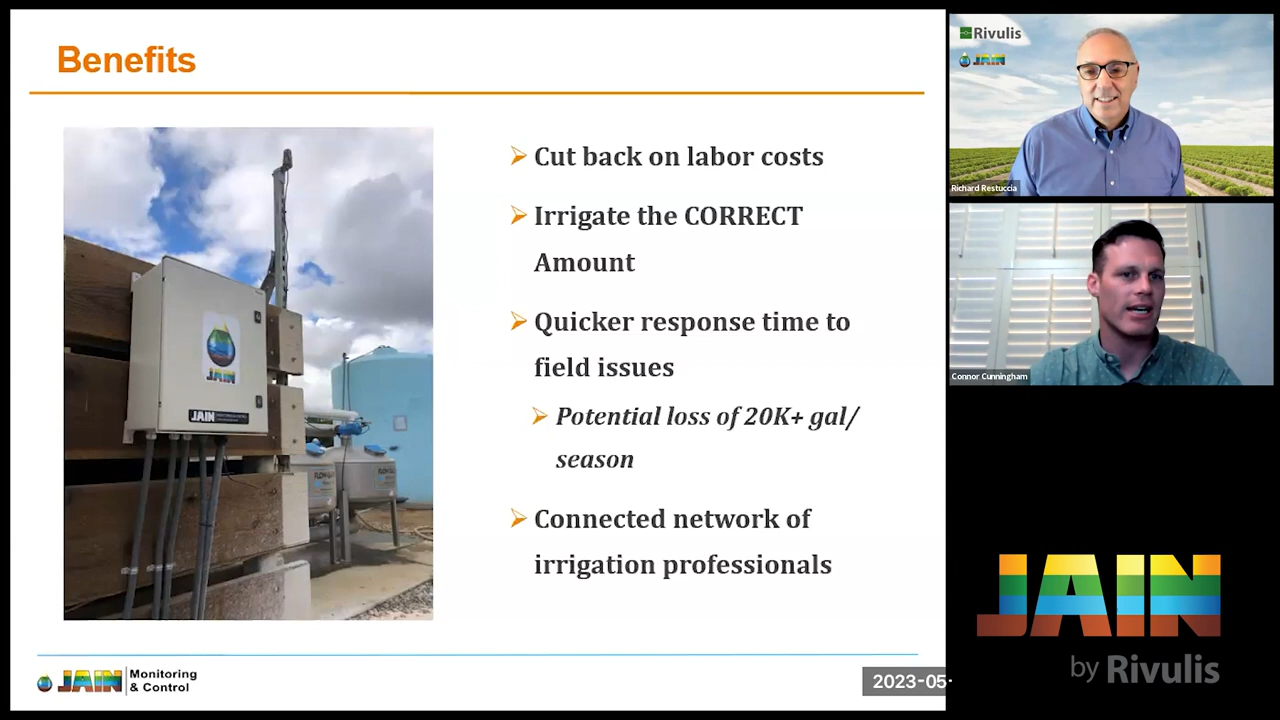 Benefits
Cut back on labor costs
Irrigate the CORRECT
Amount
Quicker response time to
field issues
Potential loss of 20K+ gal/
season
Connected network of
irrigation professionals
JAIN
JAIN
JAIN Monitoring
& Control
2023-05-
Rivulis
JAIN
Richard Restuccia
Connor Cunningham
JAIN
by Rivulis